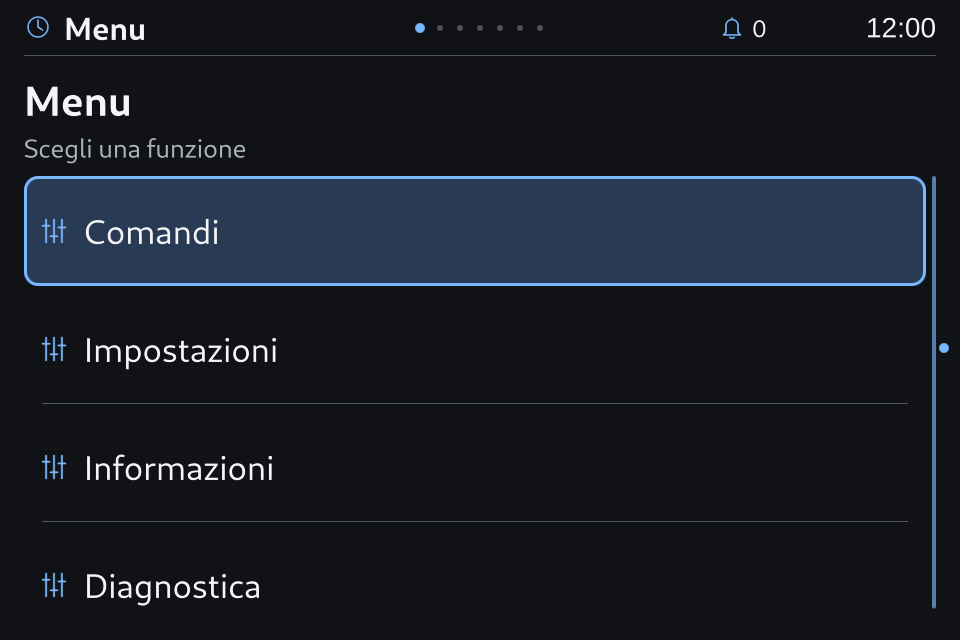 Menu
0
12:00
Menu
Scegli una funzione
Comandi
Impostazioni
Informazioni
Diagnostica